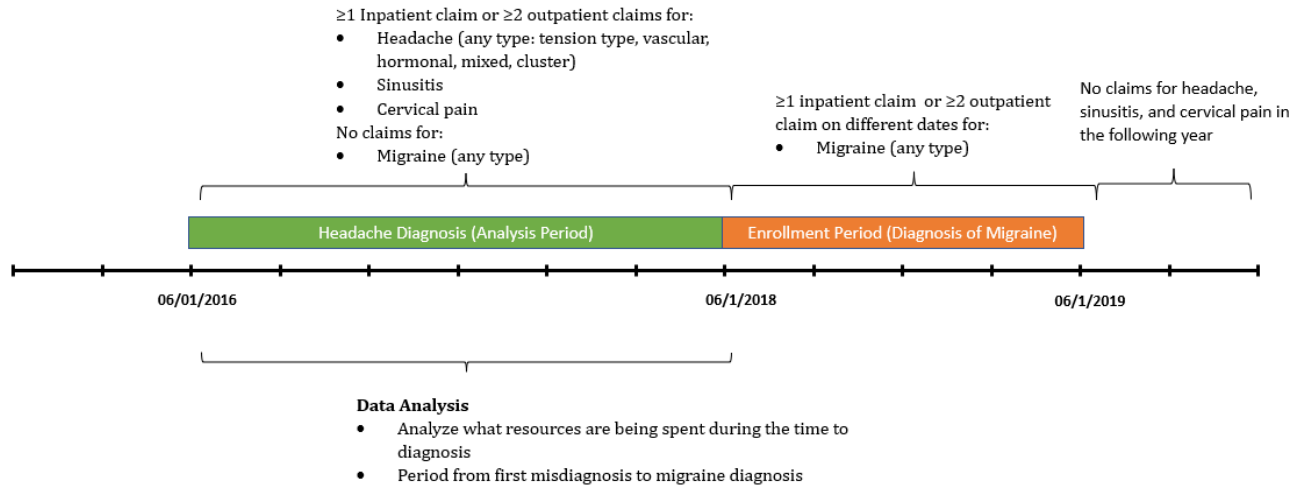 ≥1 Inpatient claim or ≥2 outpatient claims for:
• Headache (any type: tension type, vascular,
hormonal, mixed, cluster)
• Sinusitis
• Cervical pain
No claims for:
• Migraine (any type)
≥1 inpatient claim or ≥2 outpatient
claim on different dates for:
• Migraine (any type)
No claims for headache,
sinusitis, and cervical pain in
the following year
Headache Diagnosis (Analysis Period)
Enrollment Period (Diagnosis of Migraine)
06/01/2016
06/1/2018
06/1/2019
Data Analysis
• Analyze what resources are being spent during the time to
diagnosis
• Period from first misdiagnosis to migraine diagnosis